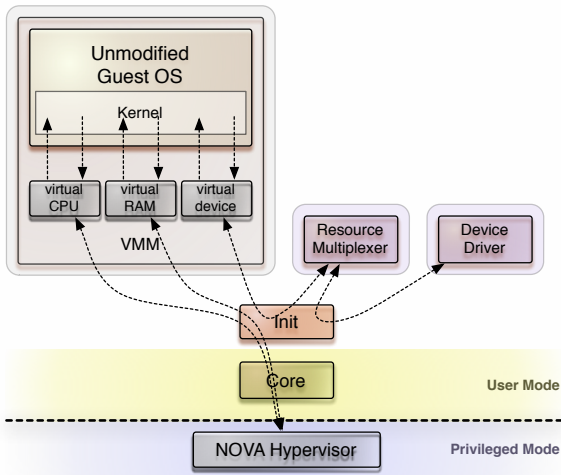 Unmodified
Guest OS
Kernel
virtual
CPU
virtual
RAM
virtual
device
VMM
Resource
Multiplexer
Device
Driver
Init
Core
User Mode
NOVA Hypervisor
Privileged Mode